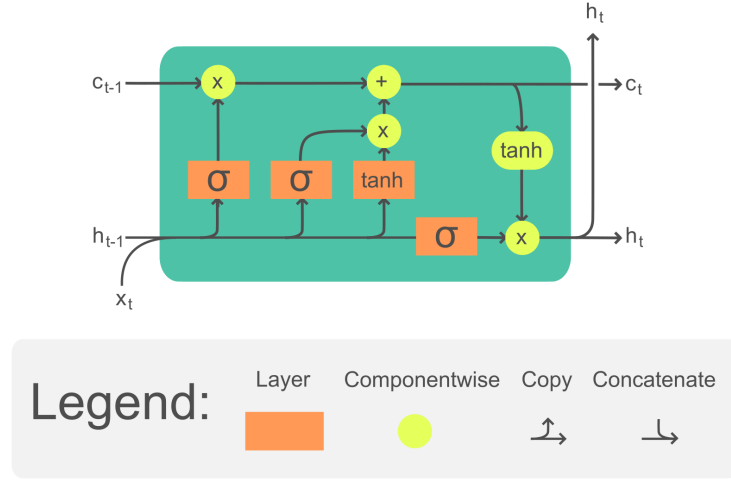 h_t
c_{t-1}
x
+
c_t
x
tanh
σ
σ
tanh
h_{t-1}
σ
x
h_t
x_t
Legend:
Layer
Componentwise
Copy
Concatenate